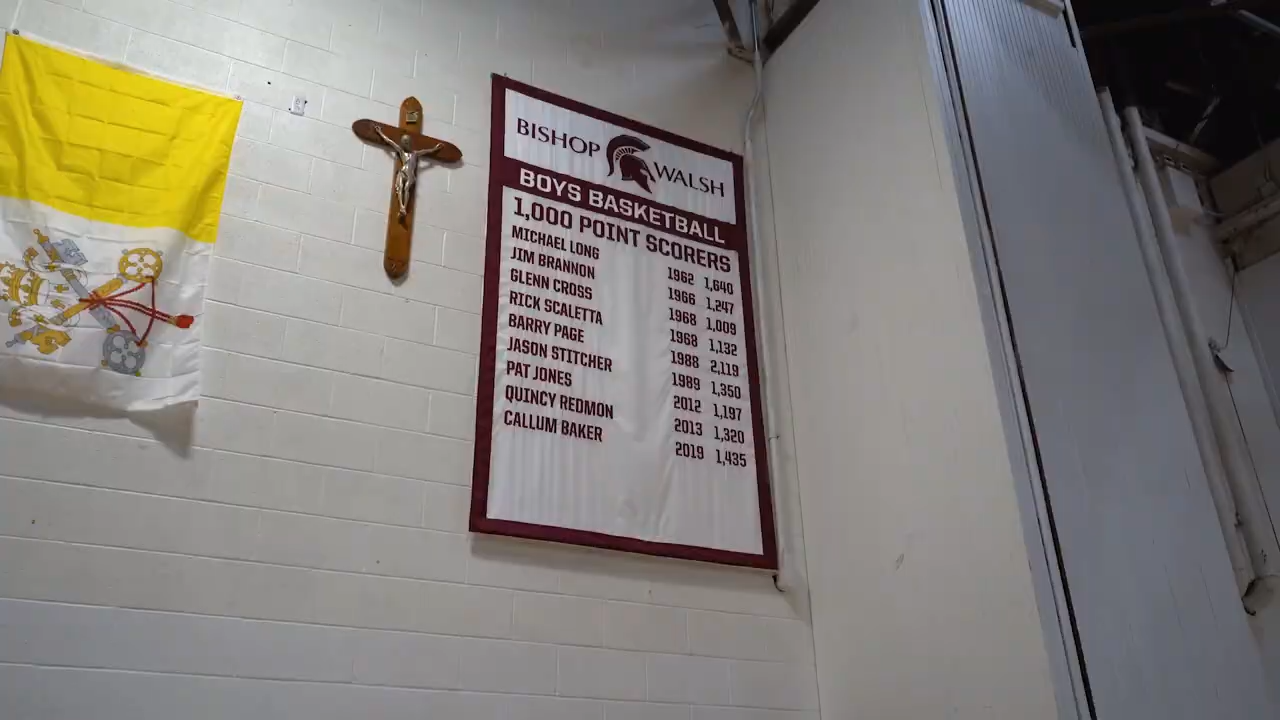 BISHOP WALSH
BOYS BASKETBALL
1,000 POINT SCORERS
MICHAEL LONG 1962 1,640
JIM BRANNON 1966 1,247
GLENN CROSS 1968 1,009
RICK SCALETTA 1968 1,132
BARRY PAGE 1988 2,119
JASON STITCHER 1989 1,350
PAT JONES 2012 1,197
QUINCY REDMON 2013 1,320
CALLUM BAKER 2019 1,435